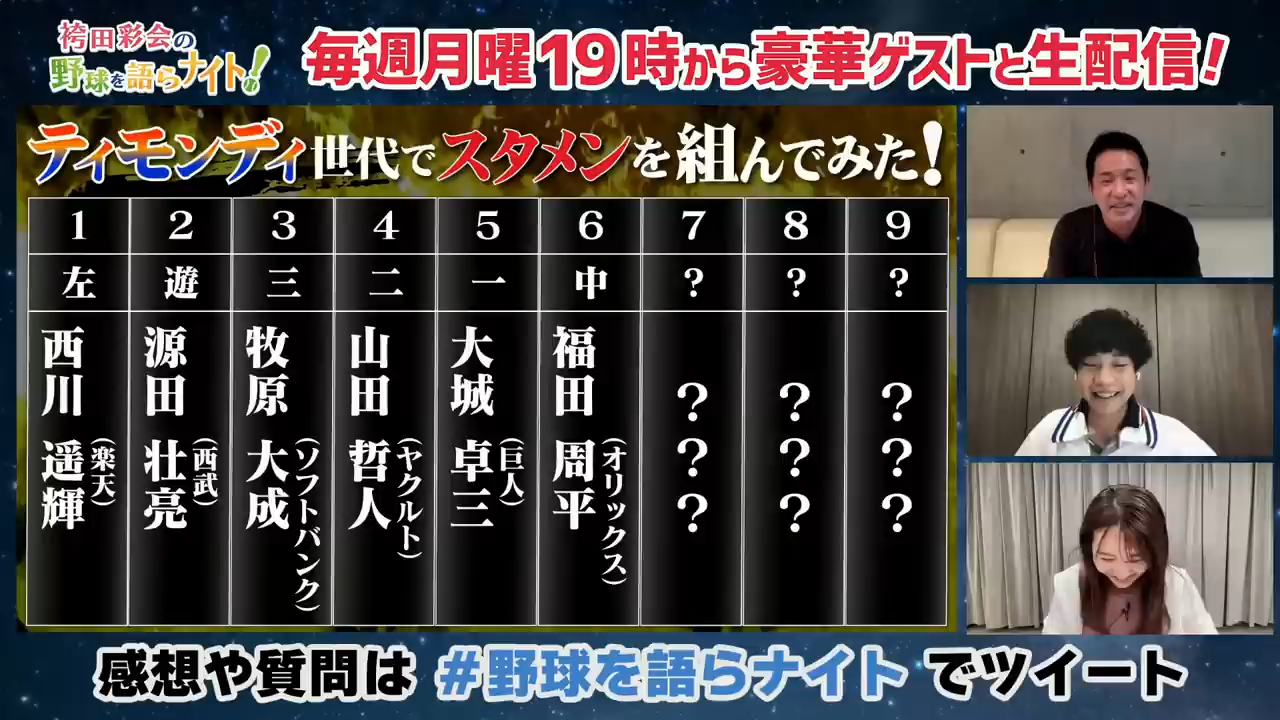 袴田彩会の
野球を語らナイト!
毎週月曜19時から豪華ゲストと生配信!
ティモンディ世代でスタメンを組んでみた!
1 2 3 4 5 6 7 8 9
左 遊 三 二 一 中 ? ? ?
西川 遥輝 (楽天)
源田 壮亮 (西武)
牧原 大成 (ソフトバンク)
山田 哲人 (ヤクルト)
大城 卓三 (巨人)
福田 周平 (オリックス)
???
???
???
感想や質問は #野球を語らナイト でツイート